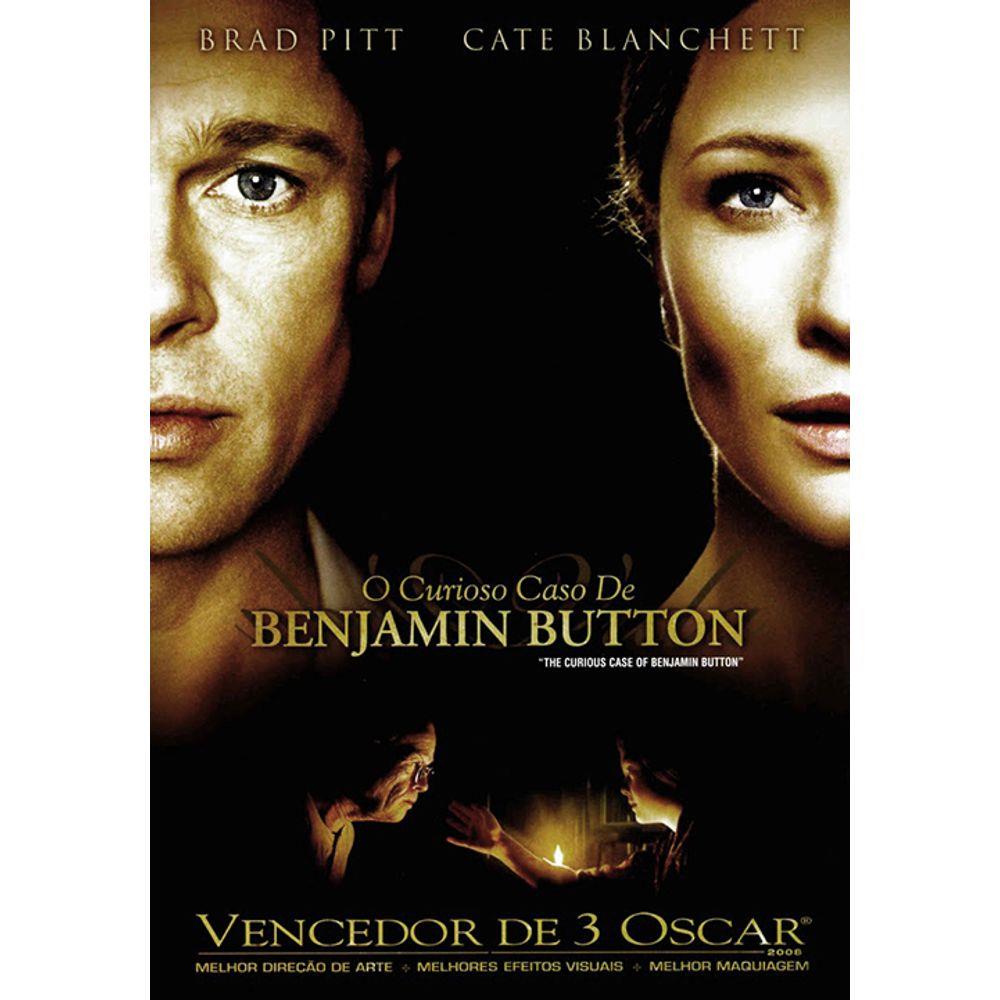 BRAD PITT CATE BLANCHETT
O Curioso Caso De
BENJAMIN BUTTON
"THE CURIOUS CASE OF BENJAMIN BUTTON"
VENCEDOR DE 3 OSCAR®
2008
MELHOR DIREÇÃO DE ARTE + MELHORES EFEITOS VISUAIS + MELHOR MAQUIAGEM